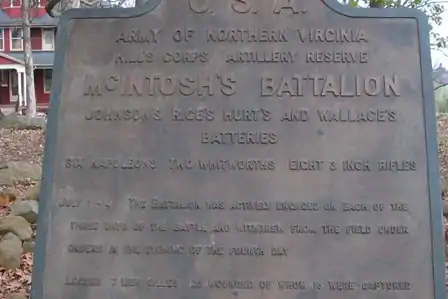 C. S. A.
ARMY OF NORTHERN VIRGINIA
HILL'S CORPS ARTILLERY RESERVE
McINTOSH'S BATTALION
JOHNSON'S RICE'S HURT'S AND WALLACE'S
BATTERIES
SIX NAPOLEONS TWO WHITWORTHS EIGHT 3 INCH RIFLES
JULY 1-4 THE BATTALION WAS ACTIVELY ENGAGED ON EACH OF THE
THREE DAYS OF THE BATTLE AND WITHDREW FROM THE FIELD UNDER
ORDERS IN THE EVENING OF THE FOURTH DAY
LOSSES 7 MEN KILLED 25 WOUNDED OF WHOM 16 WERE CAPTURED